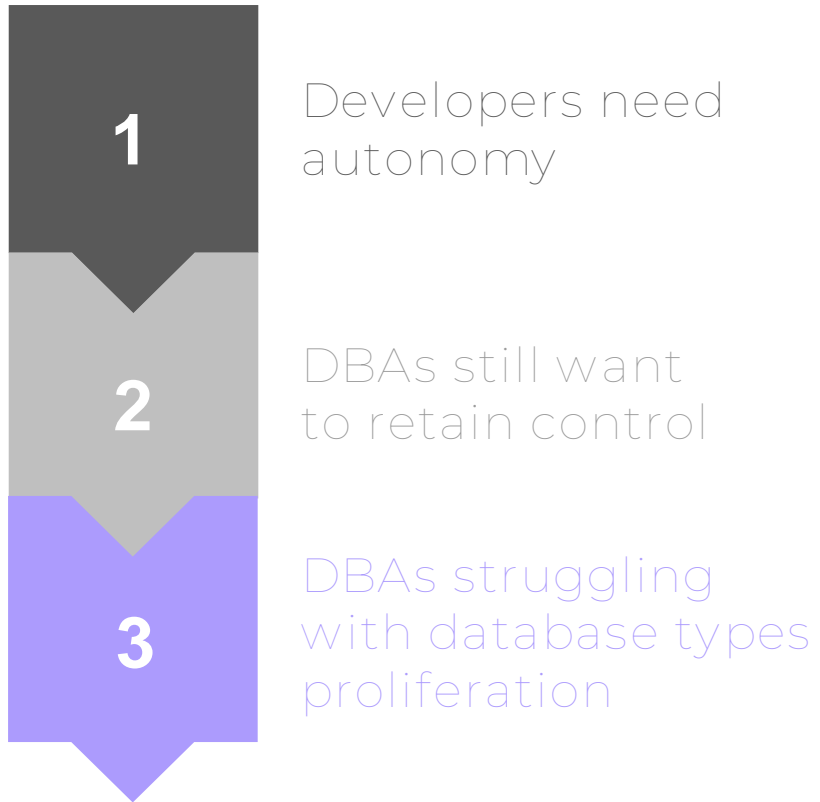 1
Developers need
autonomy
2
DBAs still want
to retain control
3
DBAs struggling
with database types
proliferation